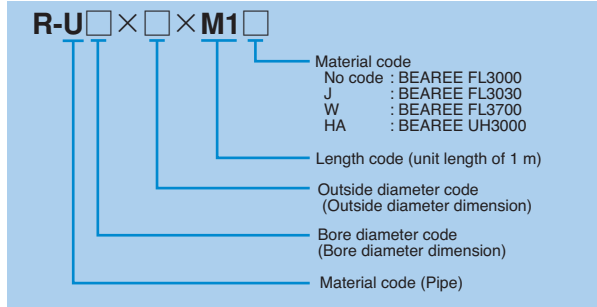 R-U□×□×M1□
Material code
No code : BEAREE FL3000
J : BEAREE FL3030
W : BEAREE FL3700
HA : BEAREE UH3000
Length code (unit length of 1 m)
Outside diameter code
(Outside diameter dimension)
Bore diameter code
(Bore diameter dimension)
Material code (Pipe)